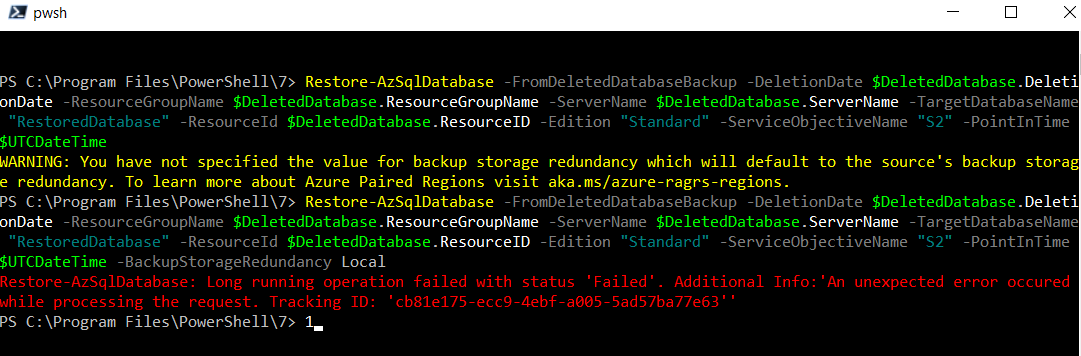 pwsh
PS C:\Program Files\PowerShell\7> Restore-AzSqlDatabase -FromDeletedDatabaseBackup -DeletionDate $DeletedDatabase.Deleti
onDate -ResourceGroupName $DeletedDatabase.ResourceGroupName -ServerName $DeletedDatabase.ServerName -TargetDatabaseName
"RestoredDatabase" -ResourceId $DeletedDatabase.ResourceID -Edition "Standard" -ServiceObjectiveName "S2" -PointInTime
$UTCDateTime
WARNING: You have not specified the value for backup storage redundancy which will default to the source's backup storag
e redundancy. To learn more about Azure Paired Regions visit aka.ms/azure-ragrs-regions.
PS C:\Program Files\PowerShell\7> Restore-AzSqlDatabase -FromDeletedDatabaseBackup -DeletionDate $DeletedDatabase.Deleti
onDate -ResourceGroupName $DeletedDatabase.ResourceGroupName -ServerName $DeletedDatabase.ServerName -TargetDatabaseName
"RestoredDatabase" -ResourceId $DeletedDatabase.ResourceID -Edition "Standard" -ServiceObjectiveName "S2" -PointInTime
$UTCDateTime -BackupStorageRedundancy Local
Restore-AzSqlDatabase: Long running operation failed with status 'Failed'. Additional Info:'An unexpected error occured
while processing the request. Tracking ID: 'cb81e175-ecc9-4ebf-a005-5ad57ba77e63''
PS C:\Program Files\PowerShell\7> 1